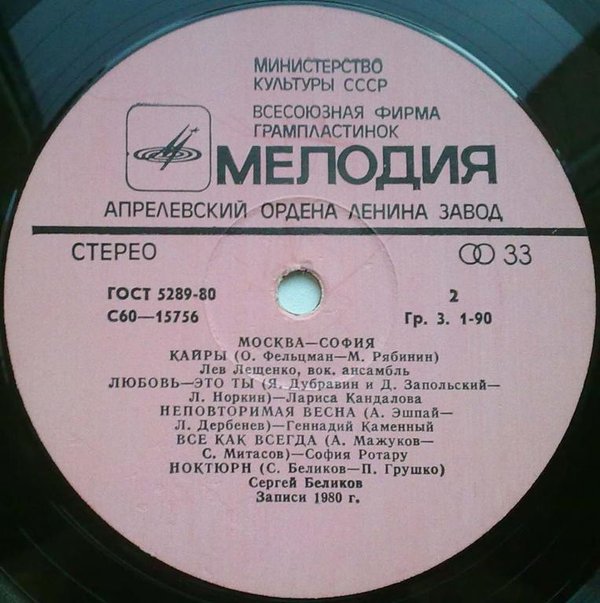 МИНИСТЕРСТВО
КУЛЬТУРЫ СССР
ВСЕСОЮЗНАЯ ФИРМА
ГРАМПЛАСТИНОК
МЕЛОДИЯ
АПРЕЛЕВСКИЙ ОРДЕНА ЛЕНИНА ЗАВОД
СТЕРЕО 33
ГОСТ 5289-80 2
С60—15756 Гр. 3. 1-90
МОСКВА—СОФИЯ
КАЙРЫ (О. Фельцман—М. Рябинин)
Лев Лещенко, вок. ансамбль
ЛЮБОВЬ—ЭТО ТЫ (Я. Дубравин и Д. Запольский—
Л. Норкин)—Лариса Кандалова
НЕПОВТОРИМАЯ ВЕСНА (А. Эшпай—
Л. Дербенев)—Геннадий Каменный
ВСЕ КАК ВСЕГДА (А. Мажуков—
С. Митасов)—София Ротару
НОКТЮРН (С. Беликов—П. Грушко)
Сергей Беликов
Записи 1980 г.